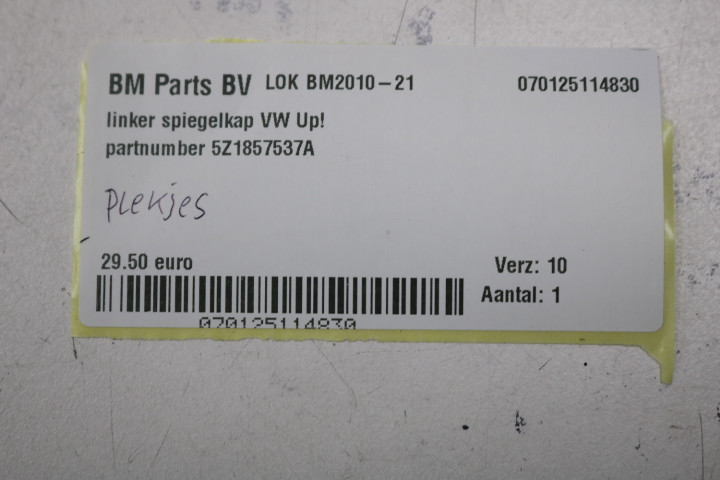 BM Parts BV LOK BM2010-21 070125114830
linker spiegelkap VW Up!
partnumber 5Z1857537A
PLekjes
29.50 euro Verz: 10
Aantal: 1
070125114830